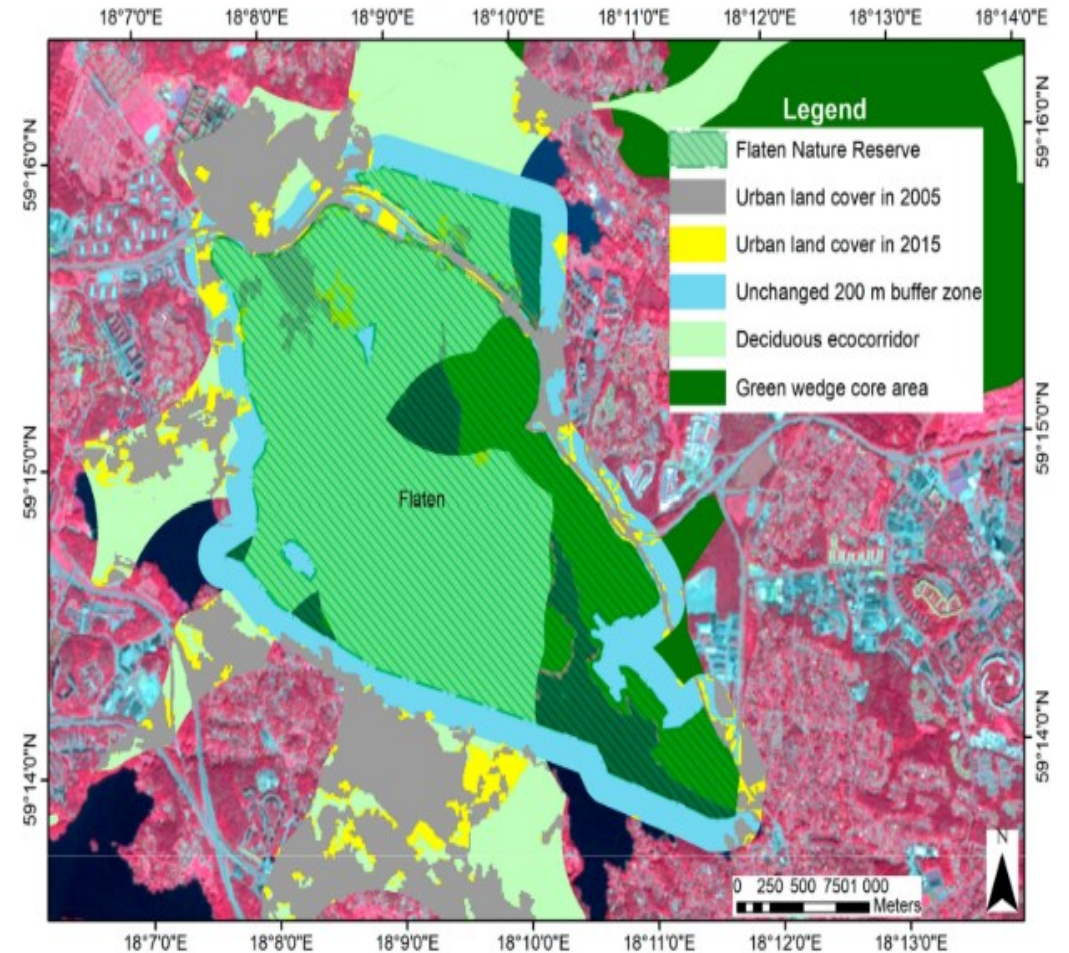 18°7'0"E 18°8'0"E 18°9'0"E 18°10'0"E 18°11'0"E 18°12'0"E 18°13'0"E 18°14'0"E
59°16'0"N
59°16'0"N
Legend
Flaten Nature Reserve
Urban land cover in 2005
Urban land cover in 2015
Unchanged 200 m buffer zone
Deciduous ecocorridor
Green wedge core area
59°15'0"N
59°15'0"N
Flaten
59°14'0"N
59°14'0"N
N
0 250 500 7501 000
Meters
18°7'0"E 18°8'0"E 18°9'0"E 18°10'0"E 18°11'0"E 18°12'0"E 18°13'0"E